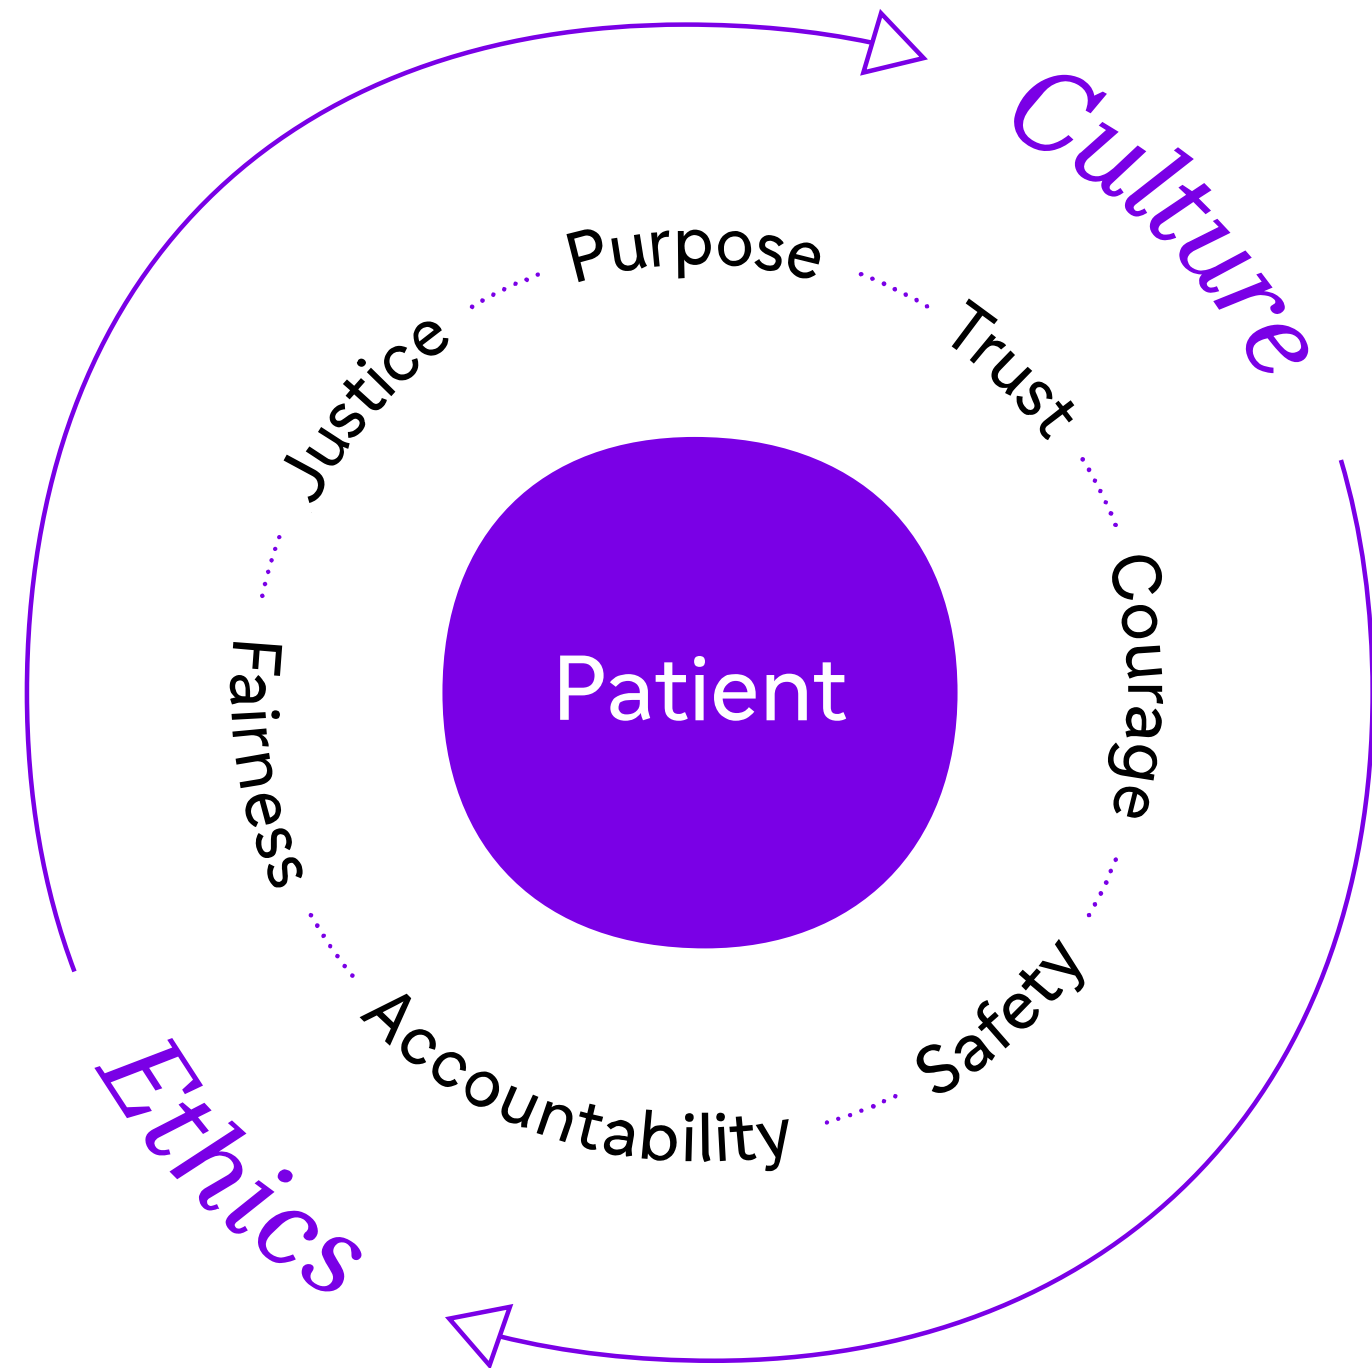 Culture
Purpose
Trust
Courage
Safety
Accountability
Fairness
Justice
Patient
Ethics